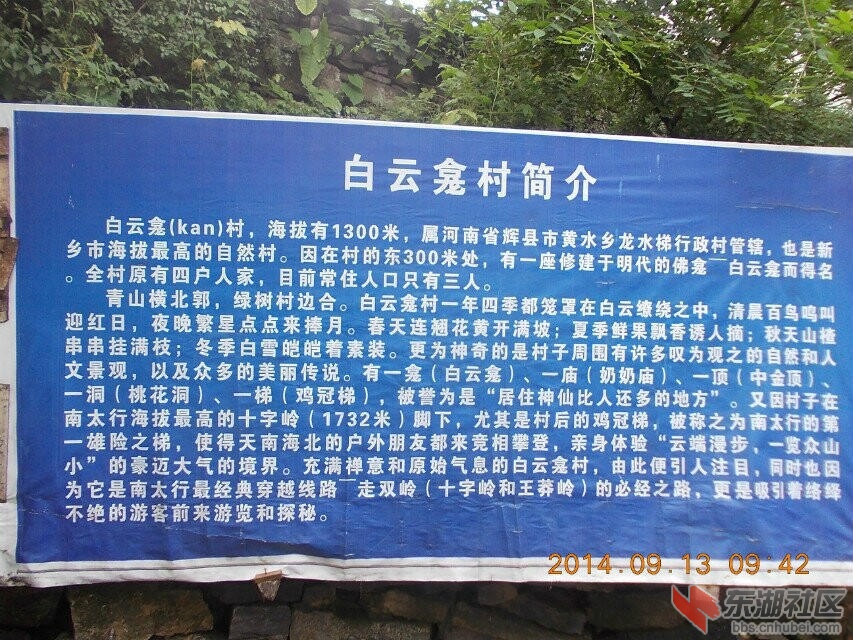 白云龛村简介
白云龛(kan)村，海拔有1300米，属河南省辉县市黄水乡龙水梯行政村管辖，也是新
乡市海拔最高的自然村。因在村的东300米处，有一座修建于明代的佛龛—白云龛而得名
。全村原有四户人家，目前常住人口只有三人。
青山横北郭，绿树村边合。白云龛村一年四季都笼罩在白云缭绕之中，清晨百鸟鸣叫
迎红日，夜晚繁星点点来捧月。春天连翘花黄开满坡；夏季鲜果飘香诱人摘；秋天山楂
串串挂满枝；冬季白雪皑皑着素装。更为神奇的是村子周围有许多叹为观之的自然和人
文景观，以及众多的美丽传说。有一龛（白云龛）、一庙（奶奶庙）、一顶（中金顶）、
一洞（桃花洞）、一梯（鸡冠梯），被誉为是“居住神仙比人还多的地方”。又因村子在
南太行海拔最高的十字岭（1732米）脚下，尤其是村后的鸡冠梯，被称之为南太行的第
一雄险之梯，使得天南海北的户外朋友都来竞相攀登，亲身体验“云端漫步，一览众山
小”的豪迈大气的境界。充满禅意和原始气息的白云龛村，由此便引人注目，同时也因
为它是南太行最经典穿越线路—走双岭（十字岭和王莽岭）的必经之路，更是吸引着络绎
不绝的游客前来游览和探秘。
2014.09.13 09:42
东湖社区
bbs.cnhubei.com